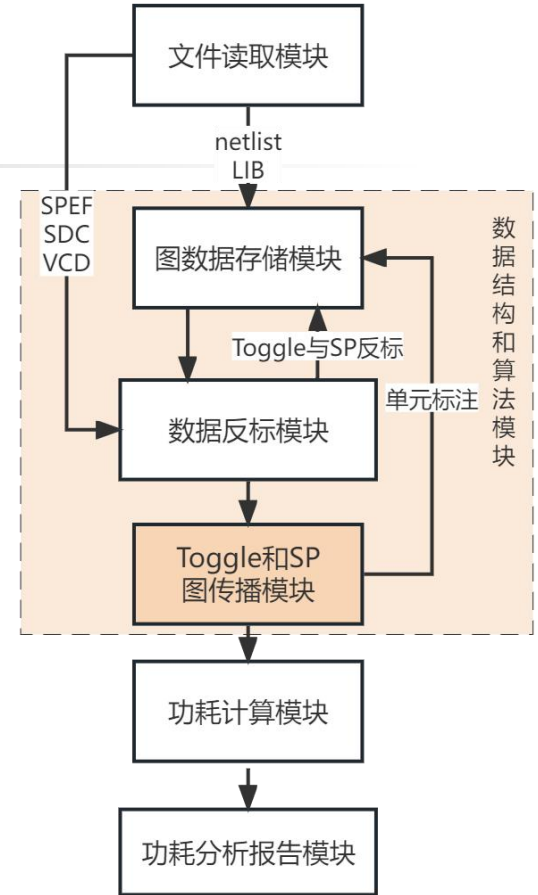 文件读取模块
netlist
LIB
SPEF
SDC
VCD
图数据存储模块
数据结构和算法模块
Toggle与SP反标
单元标注
数据反标模块
Toggle和SP
图传播模块
功耗计算模块
功耗分析报告模块